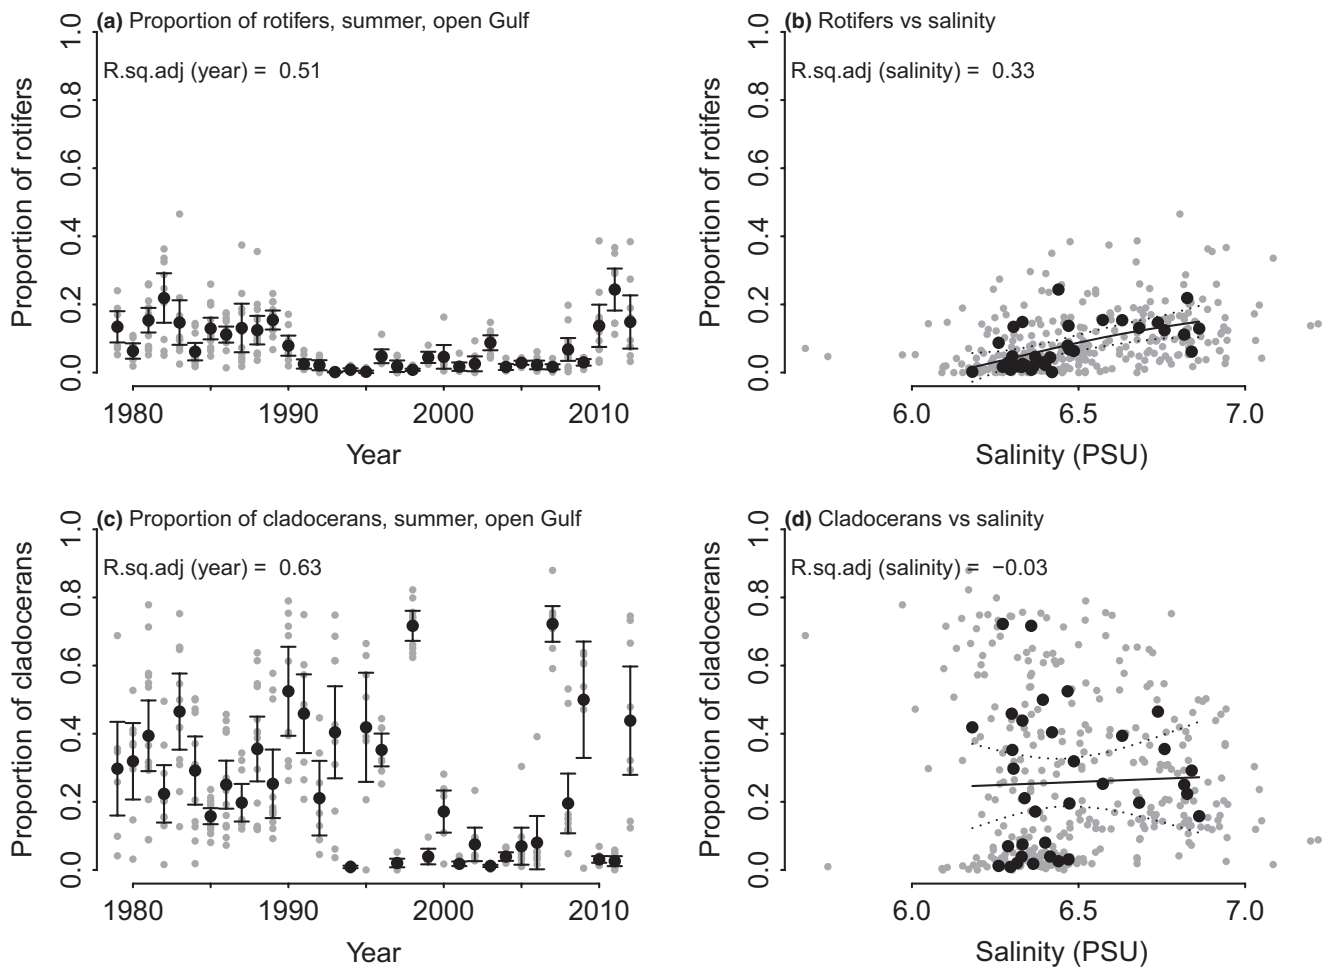 (a) Proportion of rotifers, summer, open Gulf
R.sq.adj (year) = 0.51
Proportion of rotifers
0.0 0.2 0.4 0.6 0.8 1.0
1980 1990 2000 2010
Year
(b) Rotifers vs salinity
R.sq.adj (salinity) = 0.33
Proportion of rotifers
0.0 0.2 0.4 0.6 0.8 1.0
6.0 6.5 7.0
Salinity (PSU)
(c) Proportion of cladocerans, summer, open Gulf
R.sq.adj (year) = 0.63
Proportion of cladocerans
0.0 0.2 0.4 0.6 0.8 1.0
1980 1990 2000 2010
Year
(d) Cladocerans vs salinity
R.sq.adj (salinity) = −0.03
Proportion of cladocerans
0.0 0.2 0.4 0.6 0.8 1.0
6.0 6.5 7.0
Salinity (PSU)